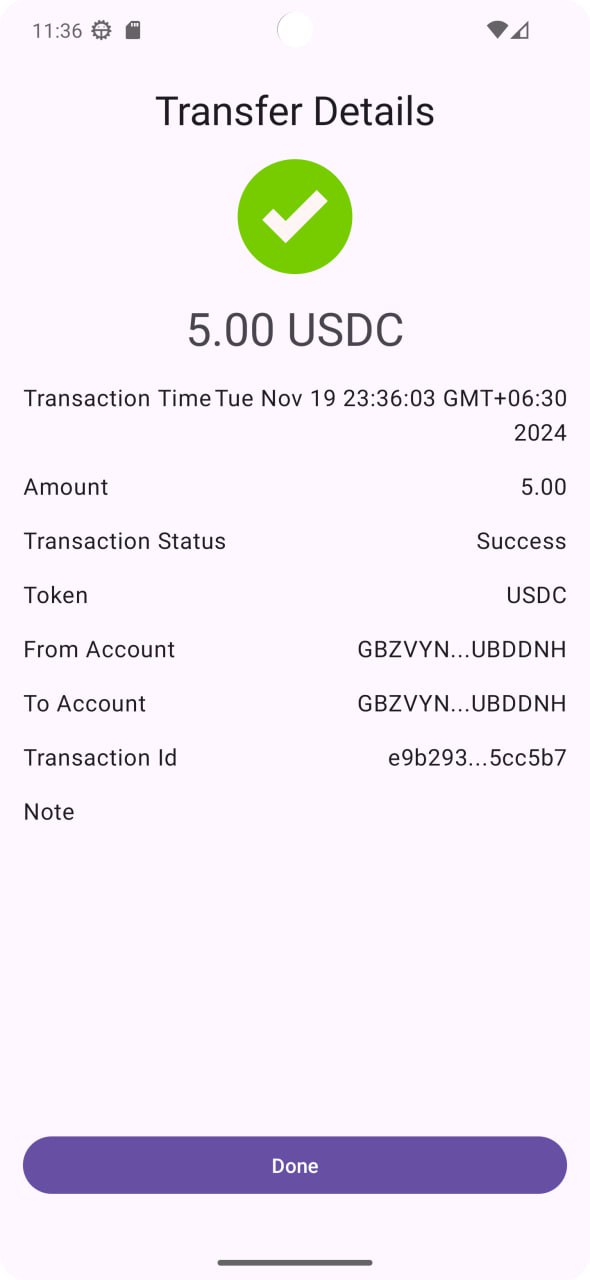 11:36
Transfer Details
5.00 USDC
Transaction Time Tue Nov 19 23:36:03 GMT+06:30
2024
Amount 5.00
Transaction Status Success
Token USDC
From Account GBZVYN...UBDDNH
To Account GBZVYN...UBDDNH
Transaction Id e9b293...5cc5b7
Note
Done